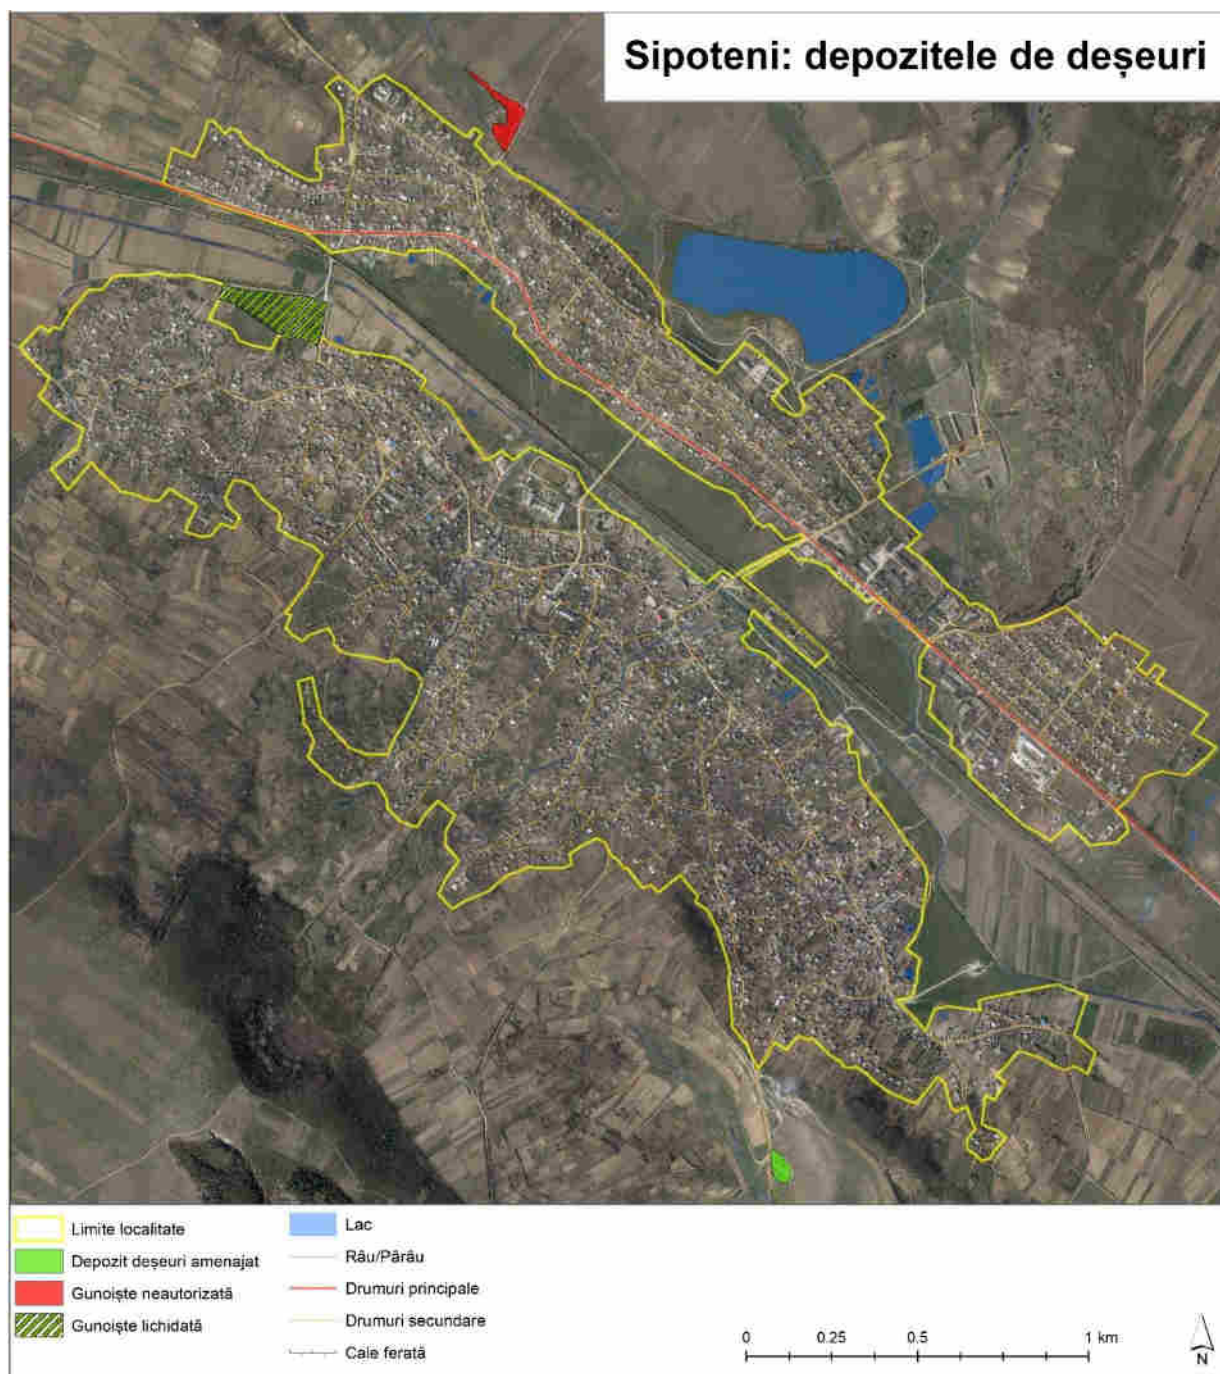 Sipoteni: depozitele de deșeuri
Limite localitate
Depozit deșeuri amenajat
Gunoiște neautorizată
Gunoiște lichidată
Lac
Râu/Pârâu
Drumuri principale
Drumuri secundare
Cale ferată
0 0.25 0.5 1 km
N